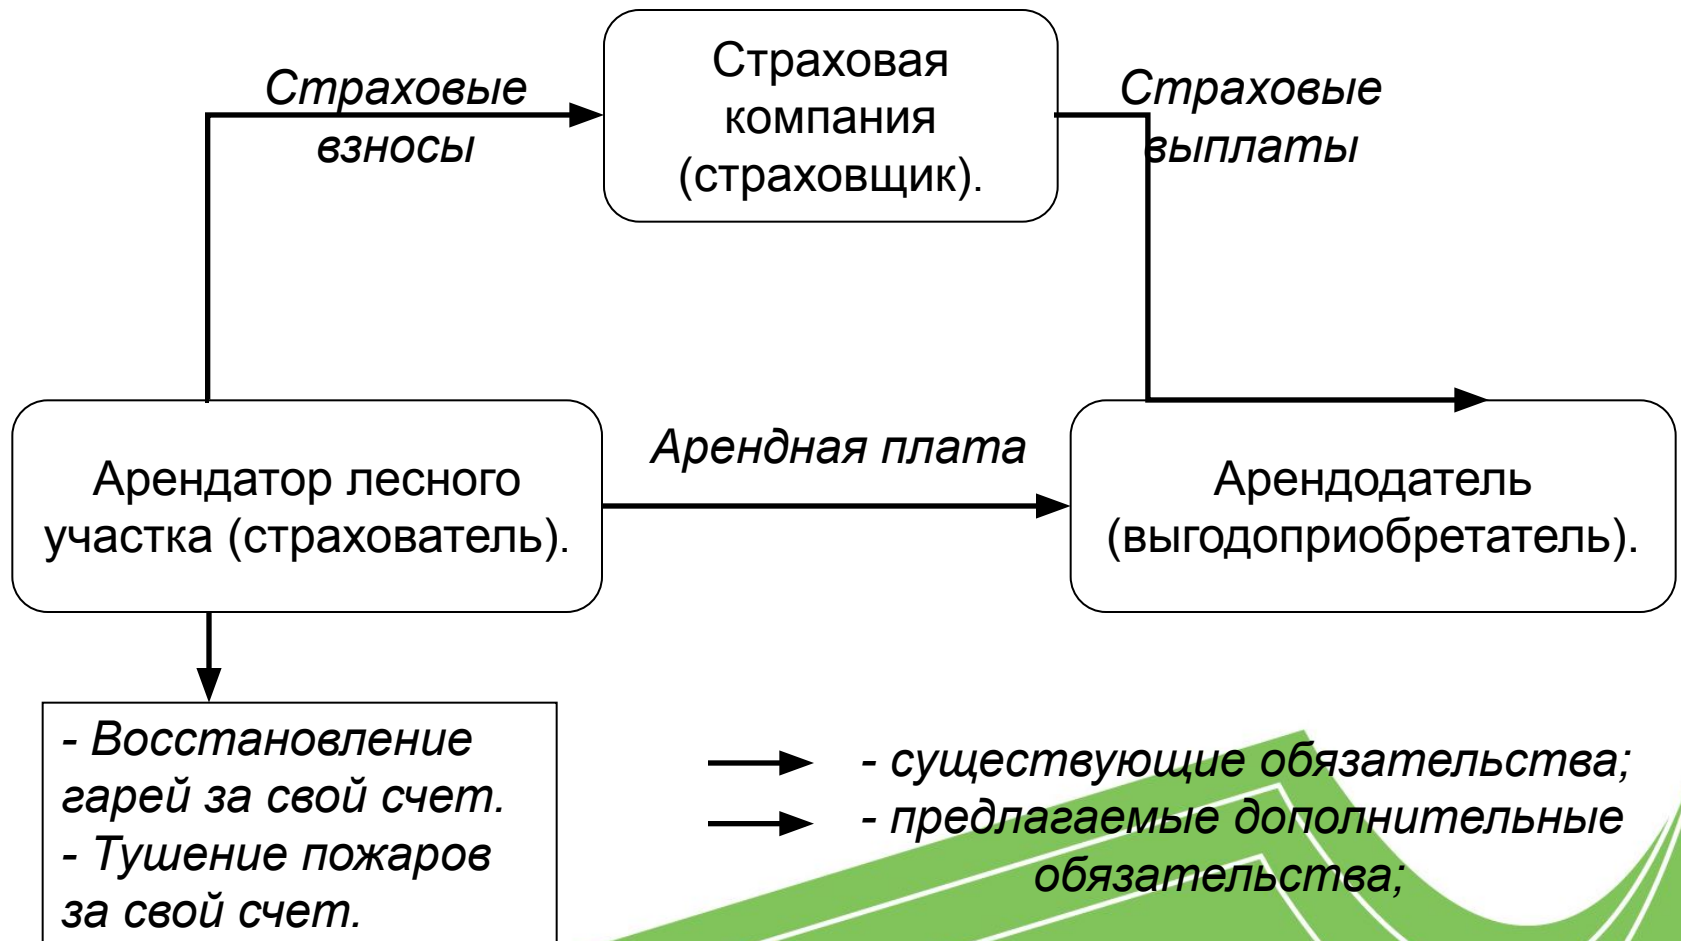 Страховая
компания
(страховщик).
Страховые
взносы
Страховые
выплаты
Арендатор лесного
участка (страхователь).
Арендная плата
Арендодатель
(выгодоприобретатель).
- Восстановление
гарей за свой счет.
- Тушение пожаров
за свой счет.
- существующие обязательства;
- предлагаемые дополнительные
обязательства;